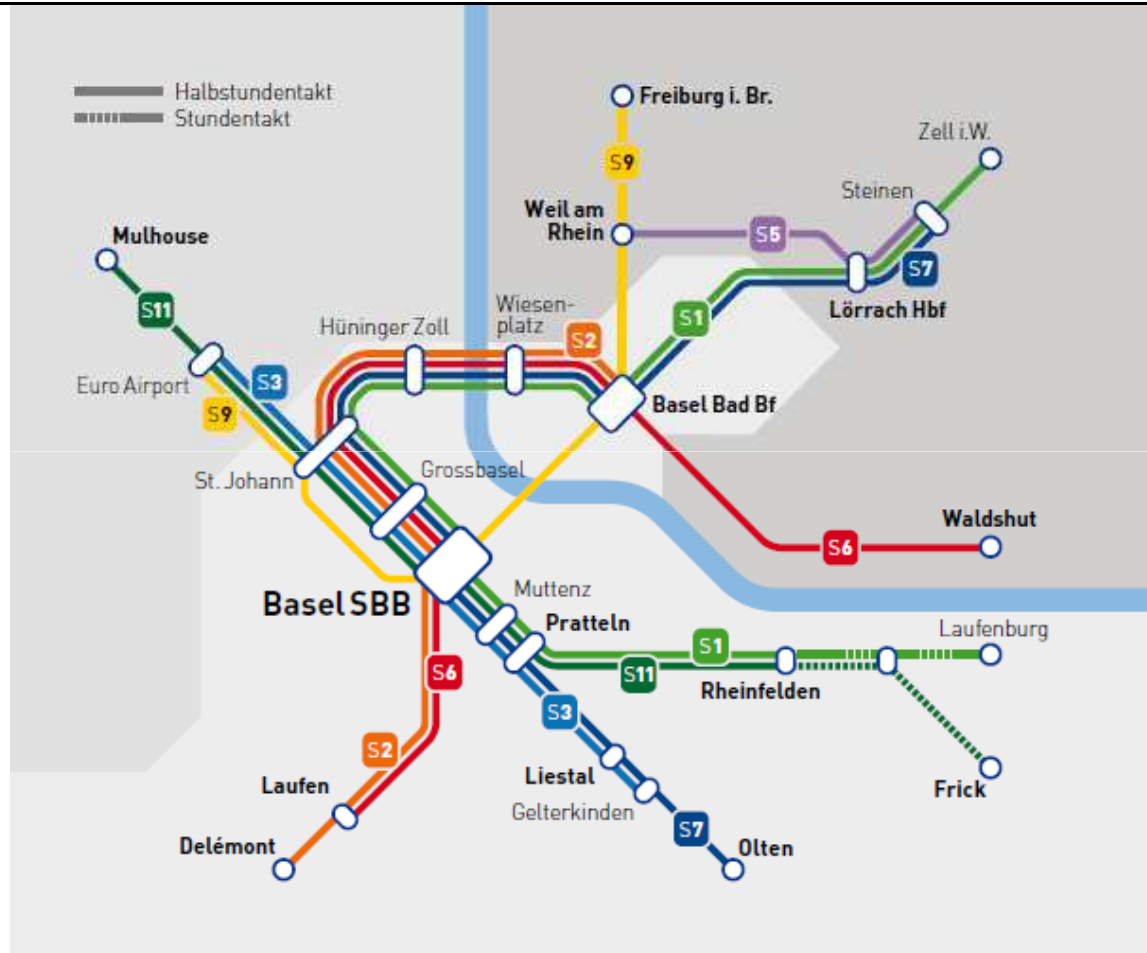 Halbstundentakt
Stundentakt
Freiburg i. Br.
Zell i.W.
S9
Steinen
Weil am
Rhein
S5
Mulhouse
S7
S11
Wiesen-
platz
Hüninger Zoll
S1
Lörrach Hbf
S2
Euro Airport
S3
Basel Bad Bf
S9
Grossbasel
St. Johann
Waldshut
S6
Basel SBB
Muttenz
Pratteln
Laufenburg
S1
S6
S11
Rheinfelden
S3
S2
Liestal
Laufen
Frick
Gelterkinden
S7
Delémont
Olten